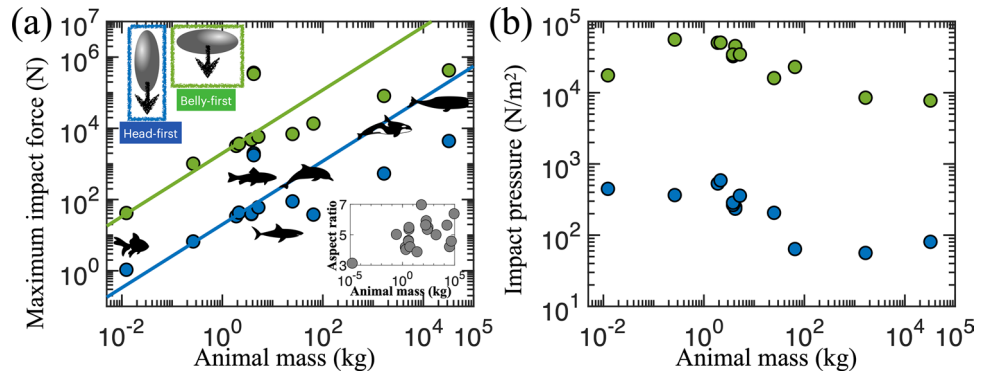 (a)
Maximum impact force (N)
10^6
10^4
10^2
10^0
10^-2
10^0
10^2
10^4
10^5
Animal mass (kg)
Head-first
Belly-first
Aspect ratio
7
5
3
10^-5
10^0
10^5
Animal mass (kg)
(b)
Impact pressure (N/m²)
10^5
10^4
10^3
10^2
10^1
10^-2
10^0
10^2
10^4
10^5
Animal mass (kg)